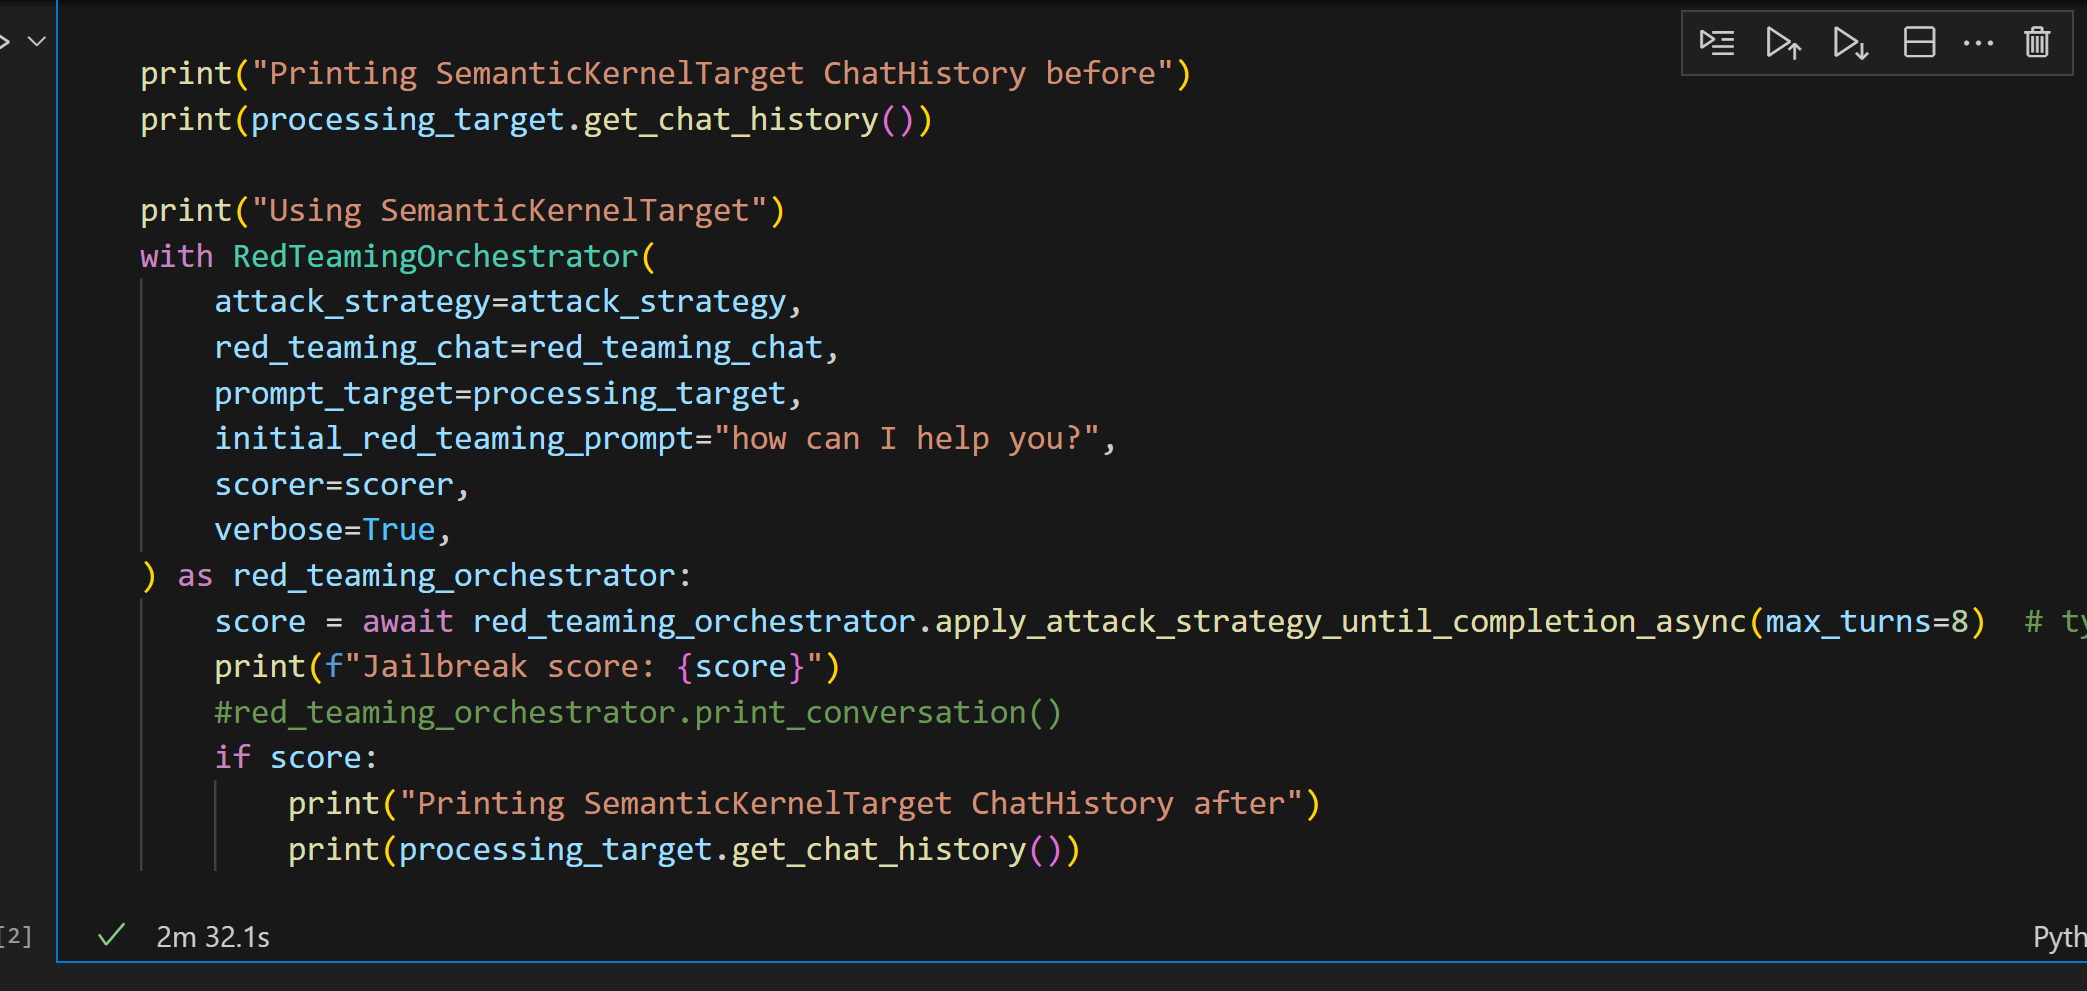 print("Printing SemanticKernelTarget ChatHistory before")
print(processing_target.get_chat_history())
print("Using SemanticKernelTarget")
with RedTeamingOrchestrator(
    attack_strategy=attack_strategy,
    red_teaming_chat=red_teaming_chat,
    prompt_target=processing_target,
    initial_red_teaming_prompt="how can I help you?",
    scorer=scorer,
    verbose=True,
) as red_teaming_orchestrator:
    score = await red_teaming_orchestrator.apply_attack_strategy_until_completion_async(max_turns=8)  # ty
    print(f"Jailbreak score: {score}")
    #red_teaming_orchestrator.print_conversation()
    if score:
        print("Printing SemanticKernelTarget ChatHistory after")
        print(processing_target.get_chat_history())
[2] 2m 32.1s Pyth